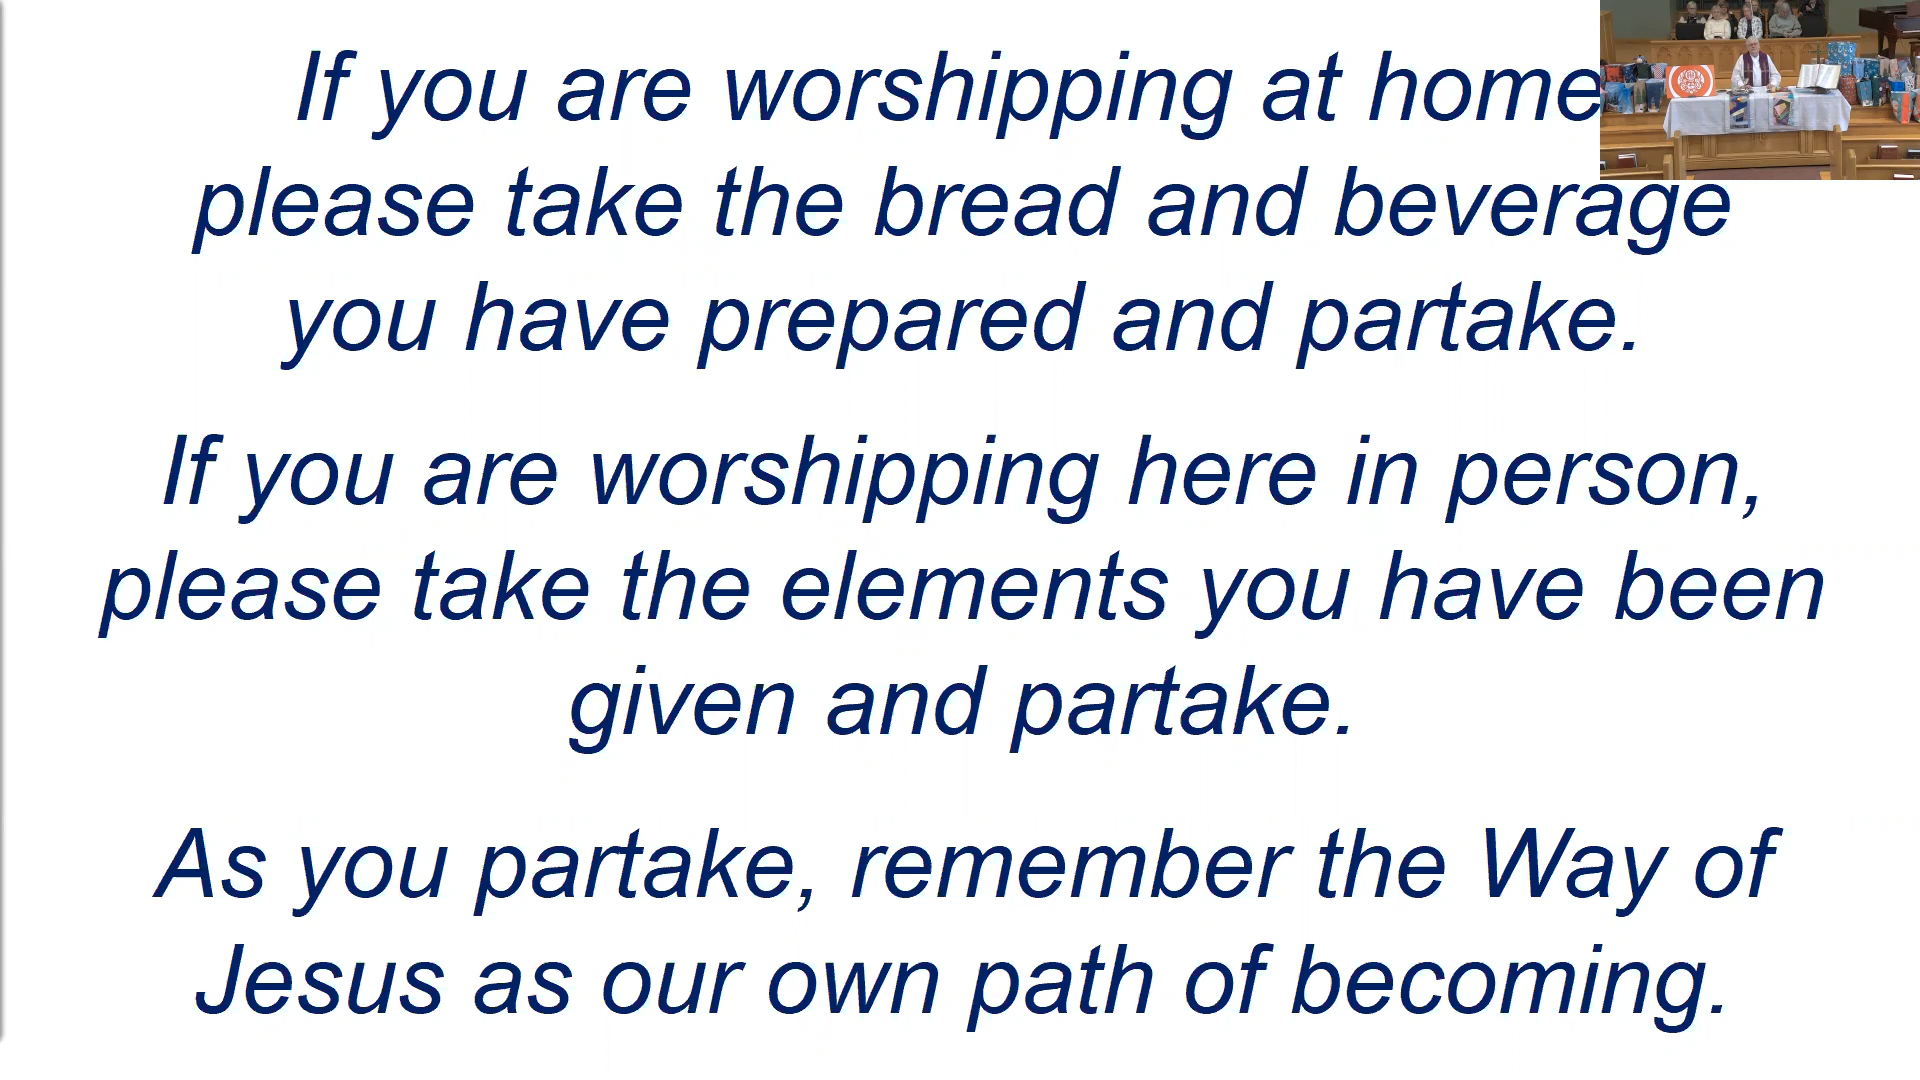 If you are worshipping at home
please take the bread and beverage
you have prepared and partake.
If you are worshipping here in person,
please take the elements you have been
given and partake.
As you partake, remember the Way of
Jesus as our own path of becoming.